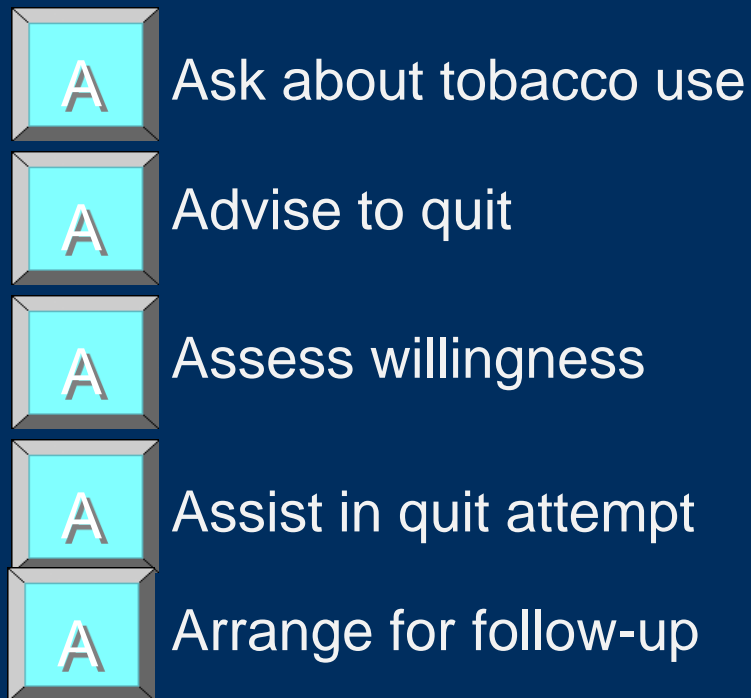 A Ask about tobacco use
A Advise to quit
A Assess willingness
A Assist in quit attempt
A Arrange for follow-up